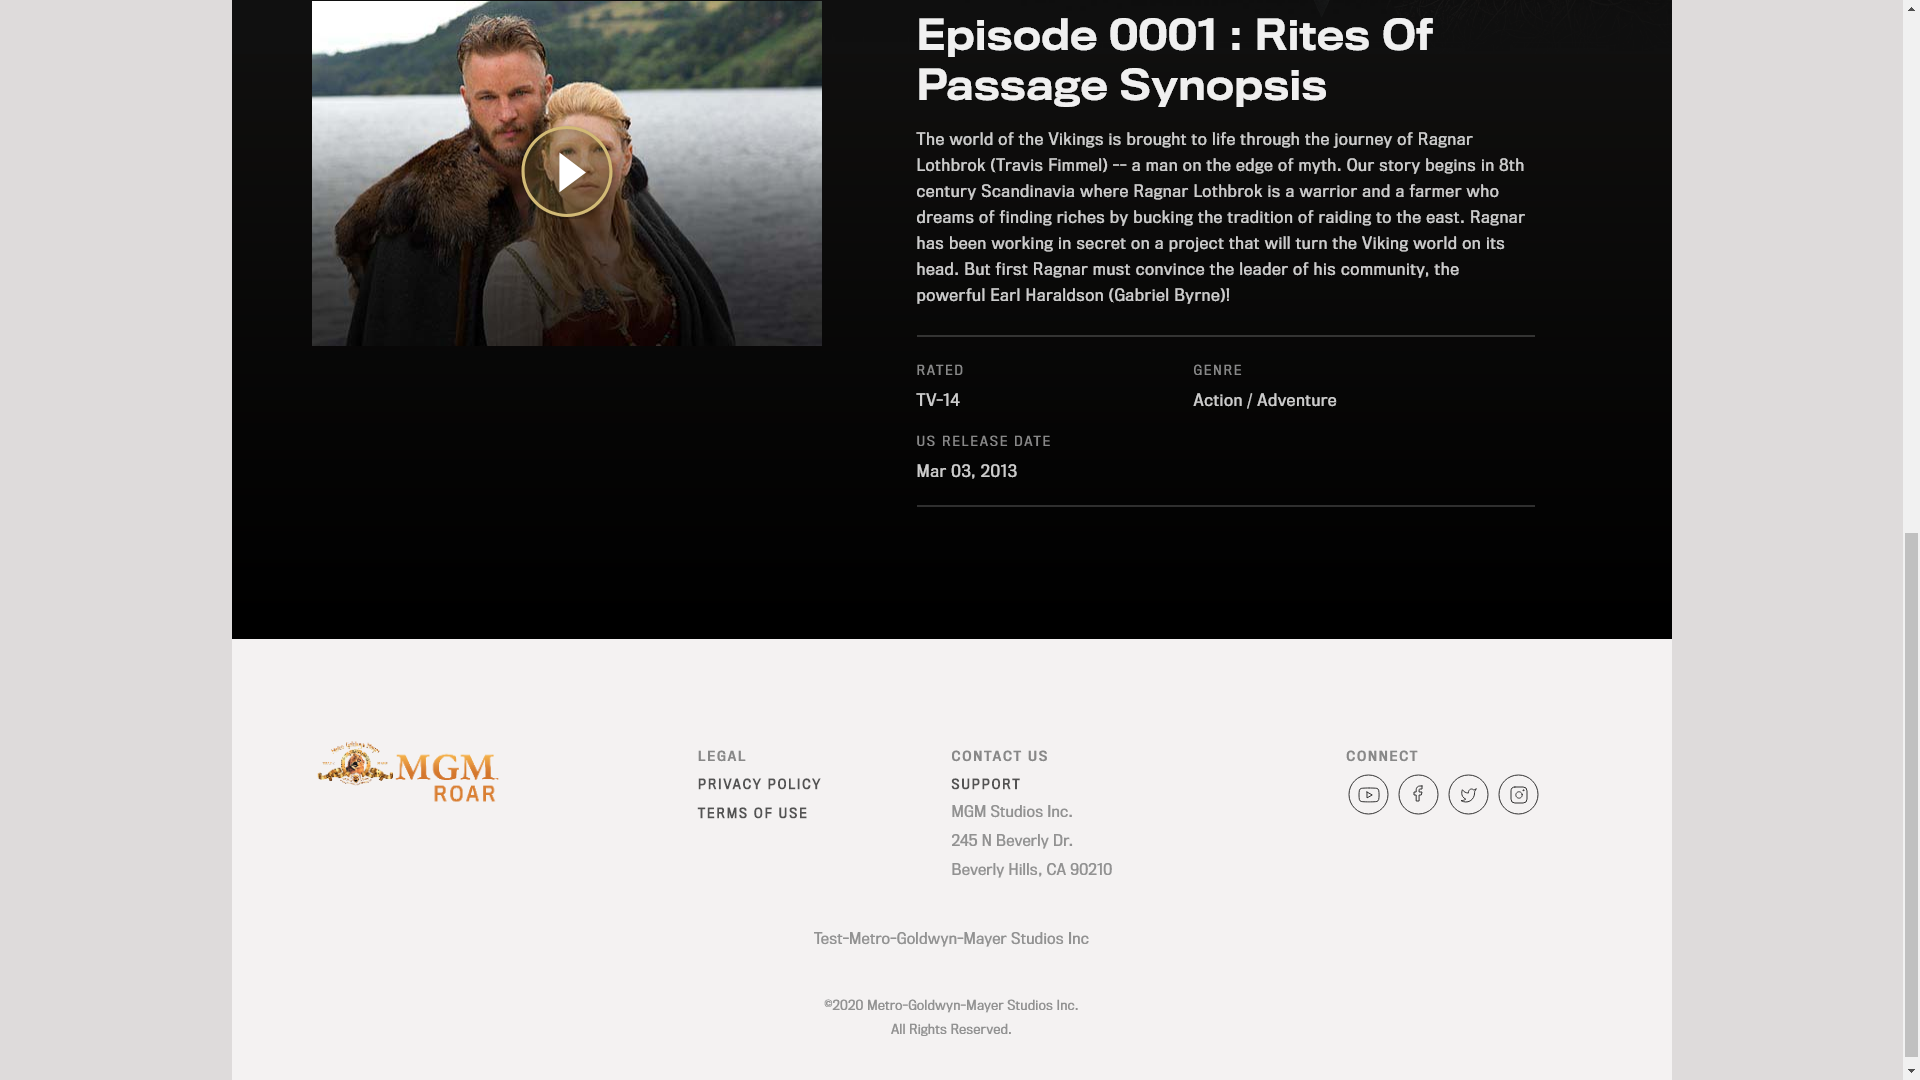 Episode 0001 : Rites Of
Passage Synopsis
The world of the Vikings is brought to life through the journey of Ragnar
Lothbrok (Travis Fimmel) -- a man on the edge of myth. Our story begins in 8th
century Scandinavia where Ragnar Lothbrok is a warrior and a farmer who
dreams of finding riches by bucking the tradition of raiding to the east. Ragnar
has been working in secret on a project that will turn the Viking world on its
head. But first Ragnar must convince the leader of his community, the
powerful Earl Haraldson (Gabriel Byrne)!
RATED
TV-14
GENRE
Action / Adventure
US RELEASE DATE
Mar 03, 2013
MGM
ROAR
LEGAL
PRIVACY POLICY
TERMS OF USE
CONTACT US
SUPPORT
MGM Studios Inc.
245 N Beverly Dr.
Beverly Hills, CA 90210
CONNECT
Test-Metro-Goldwyn-Mayer Studios Inc
©2020 Metro-Goldwyn-Mayer Studios Inc.
All Rights Reserved.